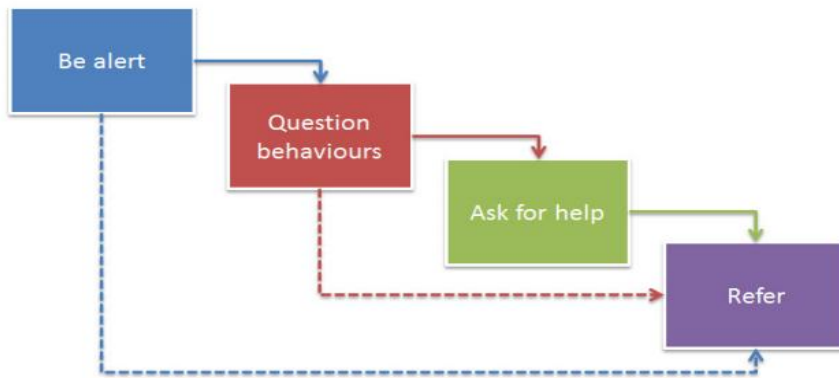 Be alert
Question
behaviours
Ask for help
Refer